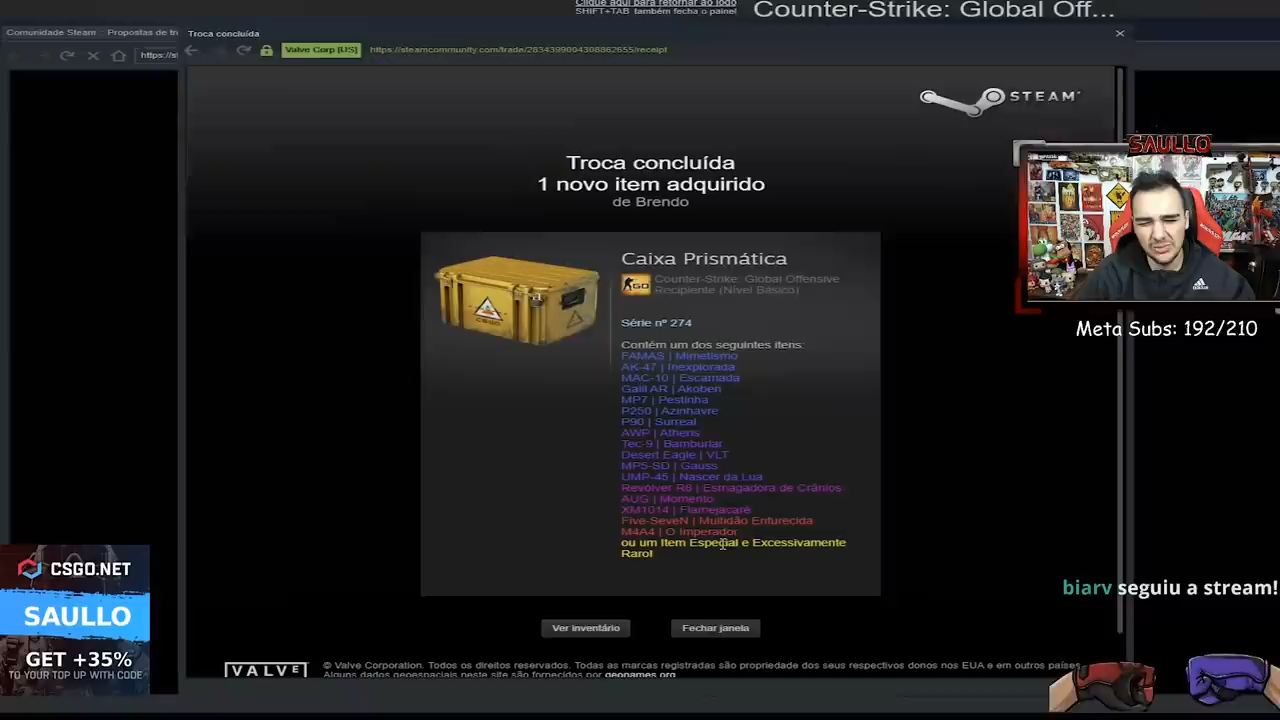 Clique aqui para retornar ao jogo
SHIFT+TAB também fecha o painel
Counter-Strike: Global Off...
Comunidade Steam :: Propostas de tr
Troca concluída
https://s
Valve Corp [US]
https://steamcommunity.com/trade/2834399004308862655/receipt
STEAM
Troca concluída
1 novo item adquirido
de Brendo
Caixa Prismática
Counter-Strike: Global Offensive
Recipiente (Nível Básico)
Série nº 274
Contém um dos seguintes itens:
FAMAS | Mimetismo
AK-47 | Inexplorada
MAC-10 | Escamada
Galil AR | Akoben
MP7 | Pestinha
P250 | Azinhavre
P90 | Surreal
AWP | Atheris
Tec-9 | Bamburiar
Desert Eagle | VLT
MP5-SD | Gauss
UMP-45 | Nascer da Lua
Revólver R8 | Esmagadora de Crânios
AUG | Momento
XM1014 | Flamejacaré
Five-SeveN | Multidão Enfurecida
M4A4 | O Imperador
ou um Item Especial e Excessivamente
Raro!
Ver inventário
Fechar janela
VALVE
© Valve Corporation. Todos os direitos reservados. Todas as marcas registradas são propriedade dos seus respectivos donos nos EUA e em outros países.
Alguns dados geoespaciais neste site são fornecidos por geonames.org
SAULLO
Meta Subs: 192/210
biarv seguiu a stream!
CSGO.NET
SAULLO
GET +35%
TO YOUR TOP UP WITH CODE